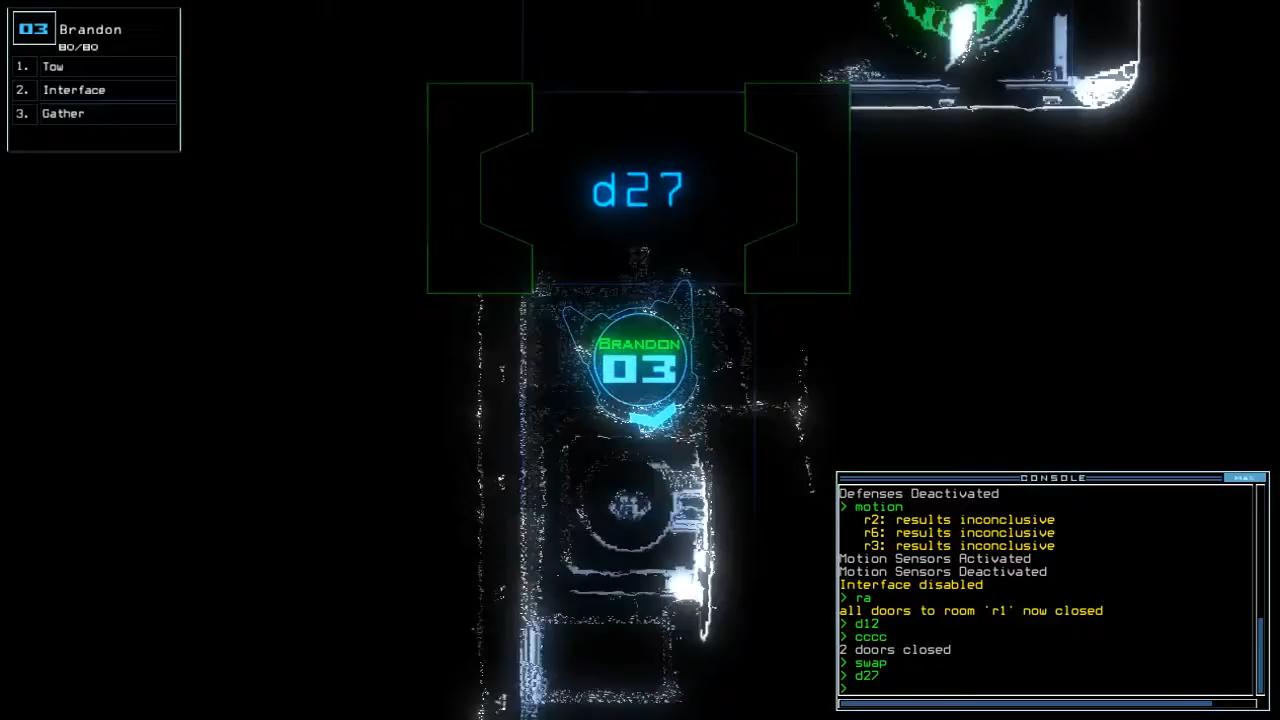 03 Brandon
80/80
1. Tow
2. Interface
3. Gather
d27
BRANDON
03
CONSOLE
Defenses Deactivated
> motion
r2: results inconclusive
r6: results inconclusive
r3: results inconclusive
Motion Sensors Activated
Motion Sensors Deactivated
Interface disabled
> ra
all doors to room 'r1' now closed
> d12
> cccc
2 doors closed
> swap
> d27
>